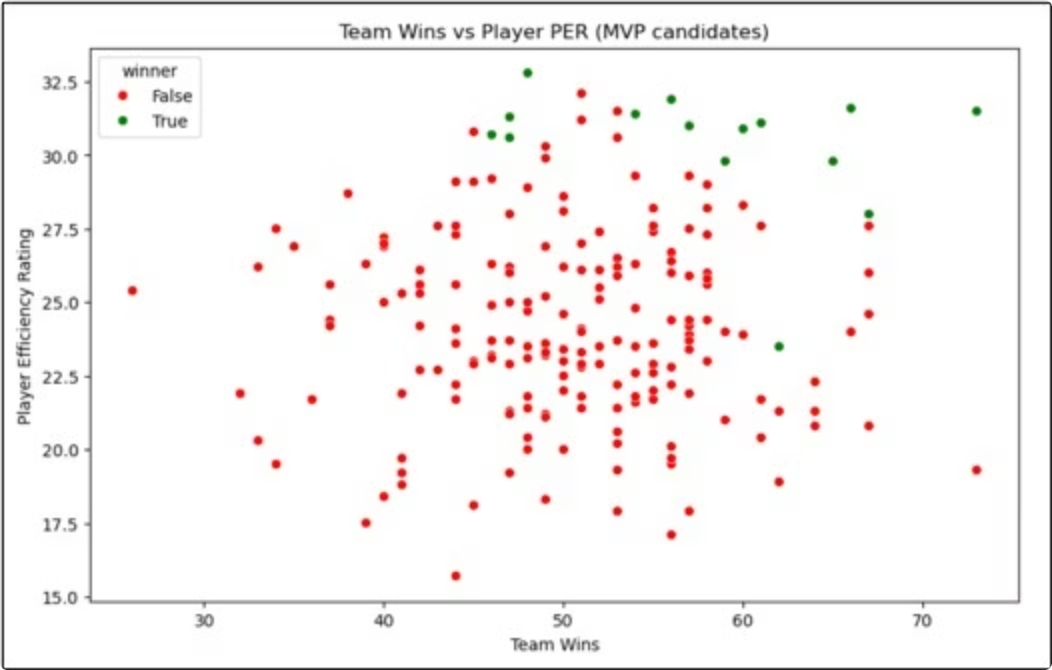 Team Wins vs Player PER (MVP candidates)
winner
False
True
Player Efficiency Rating
32.5
30.0
27.5
25.0
22.5
20.0
17.5
15.0
30 40 50 60 70
Team Wins